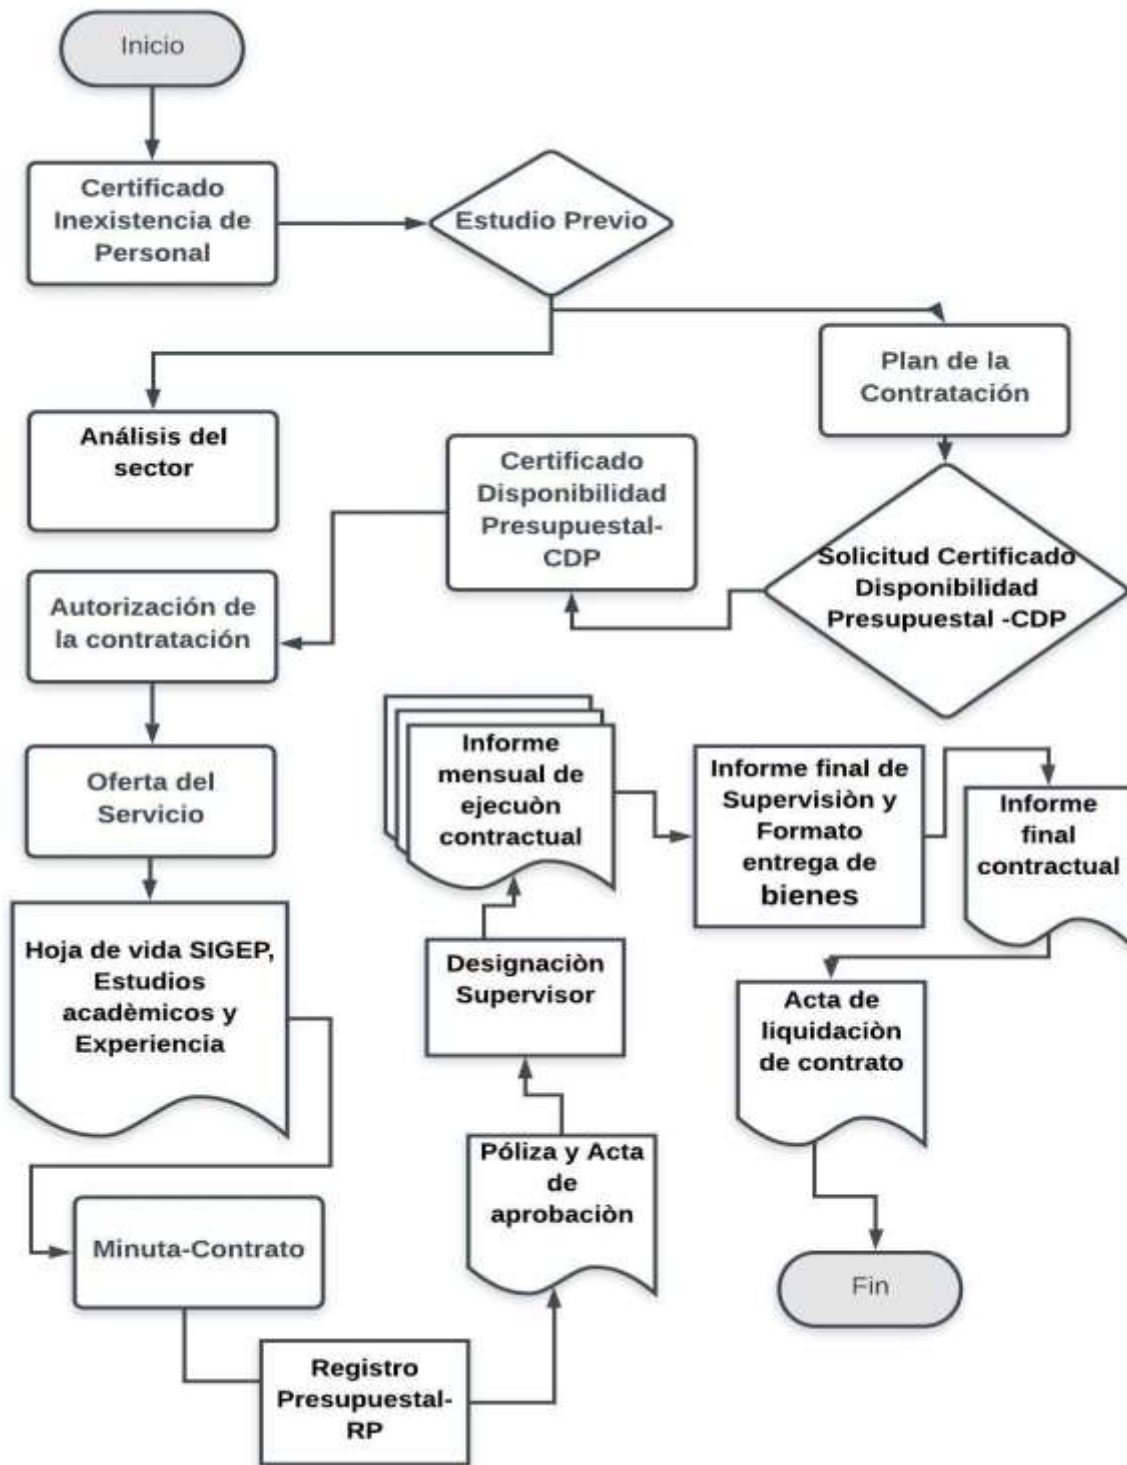 Inicio
Certificado
Inexistencia de
Personal
Estudio Previo
Plan de la
Contratación
Análisis del
sector
Certificado
Disponibilidad
Presupuestal-
CDP
Solicitud Certificado
Disponibilidad
Presupuestal -CDP
Autorización de
la contratación
Oferta del
Servicio
Hoja de vida SIGEP,
Estudios
acadèmicos y
Experiencia
Minuta-Contrato
Registro
Presupuestal-
RP
Póliza y Acta
de
aprobaciòn
Designaciòn
Supervisor
Informe
mensual de
ejecuòn
contractual
Informe final de
Supervisiòn y
Formato
entrega de
bienes
Informe
final
contractual
Acta de
liquidaciòn
de contrato
Fin